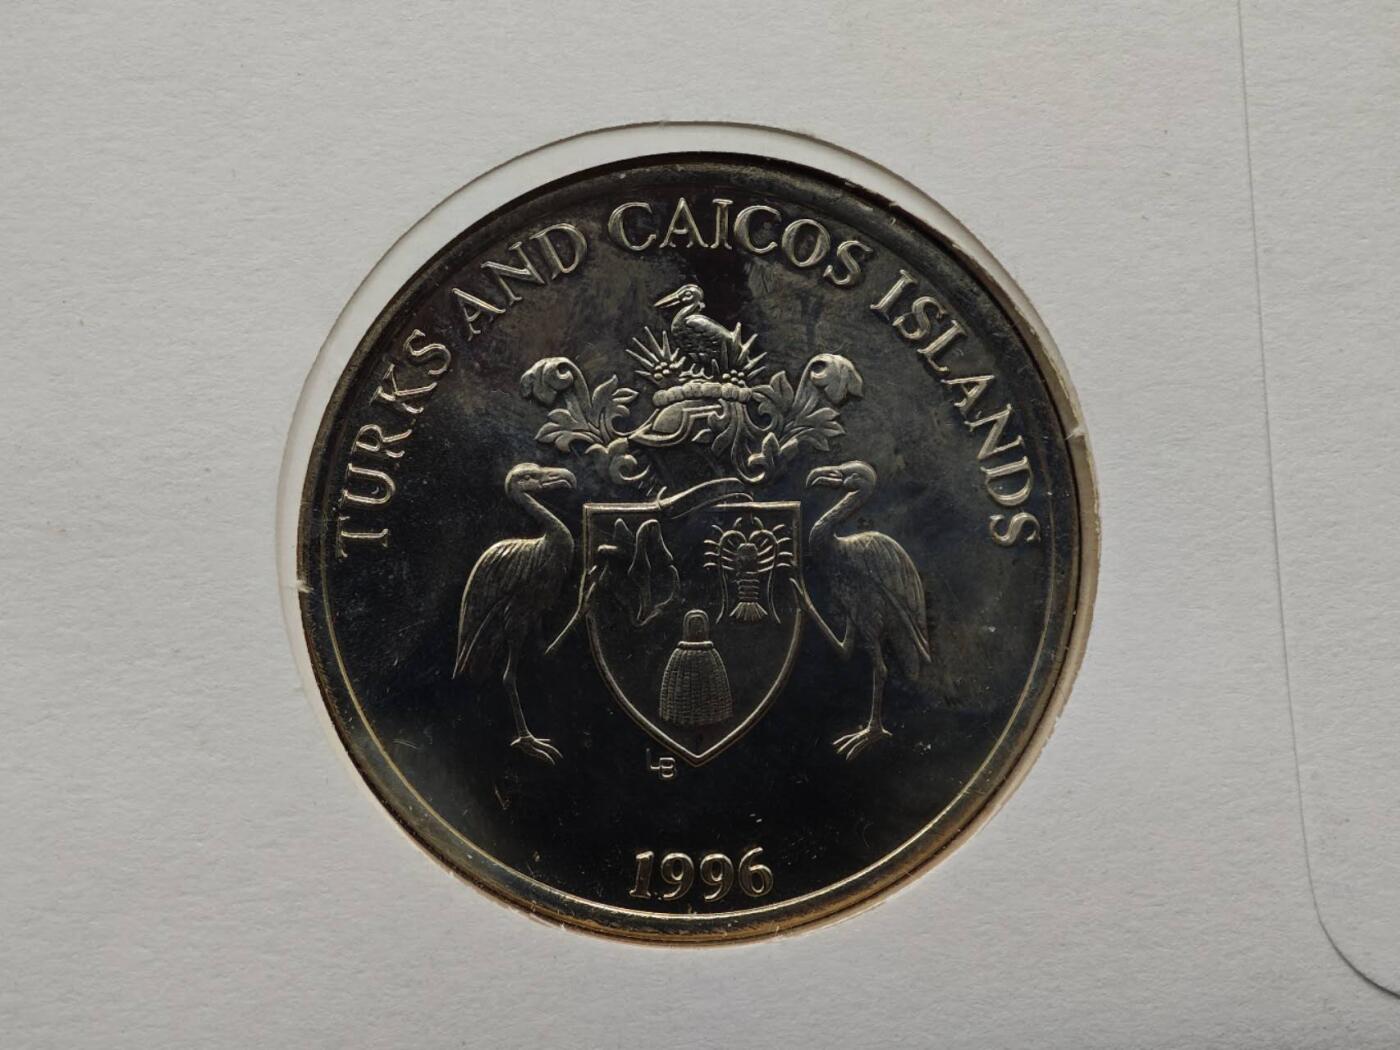 TURKS AND CAICOS ISLANDS
LB
1996